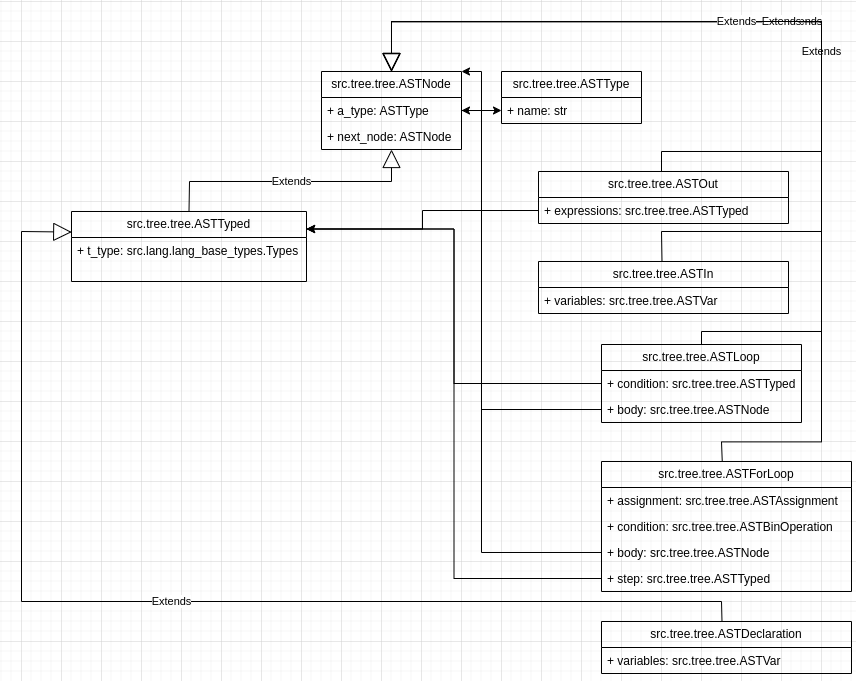 Extends
Extends
Extends
src.tree.tree.ASTNode
+ a_type: ASTType
+ next_node: ASTNode
src.tree.tree.ASTType
+ name: str
Extends
src.tree.tree.ASTTyped
+ t_type: src.lang.lang_base_types.Types
src.tree.tree.ASTOut
+ expressions: src.tree.tree.ASTTyped
src.tree.tree.ASTIn
+ variables: src.tree.tree.ASTVar
src.tree.tree.ASTLoop
+ condition: src.tree.tree.ASTTyped
+ body: src.tree.tree.ASTNode
src.tree.tree.ASTForLoop
+ assignment: src.tree.tree.ASTAssignment
+ condition: src.tree.tree.ASTBinOperation
+ body: src.tree.tree.ASTNode
+ step: src.tree.tree.ASTTyped
Extends
src.tree.tree.ASTDeclaration
+ variables: src.tree.tree.ASTVar